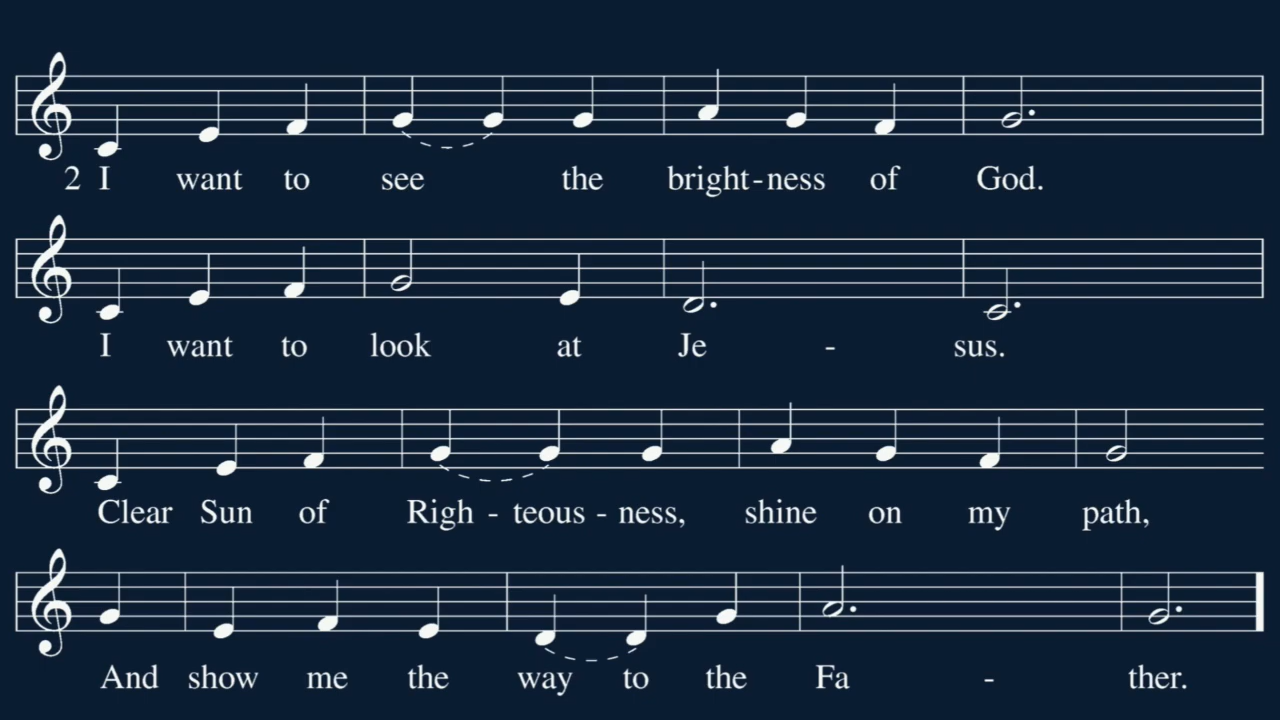 2 I want to see the bright-ness of God.
I want to look at Je - sus.
Clear Sun of Righ - teous - ness, shine on my path,
And show me the way to the Fa - ther.